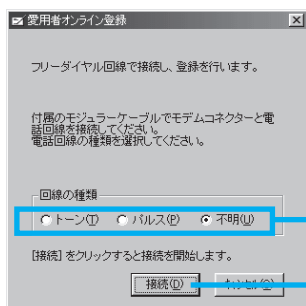 愛用者オンライン登録
フリーダイヤル回線で接続し、登録を行います。
付属のモジュラーケーブルでモデムコネクターと電
話回線を接続してください。
電話回線の種類を選択してください。
回線の種類
トーン(T) パルス(P) 不明(U)
[接続] をクリックすると接続を開始します。
接続(D) キャンセル(C)